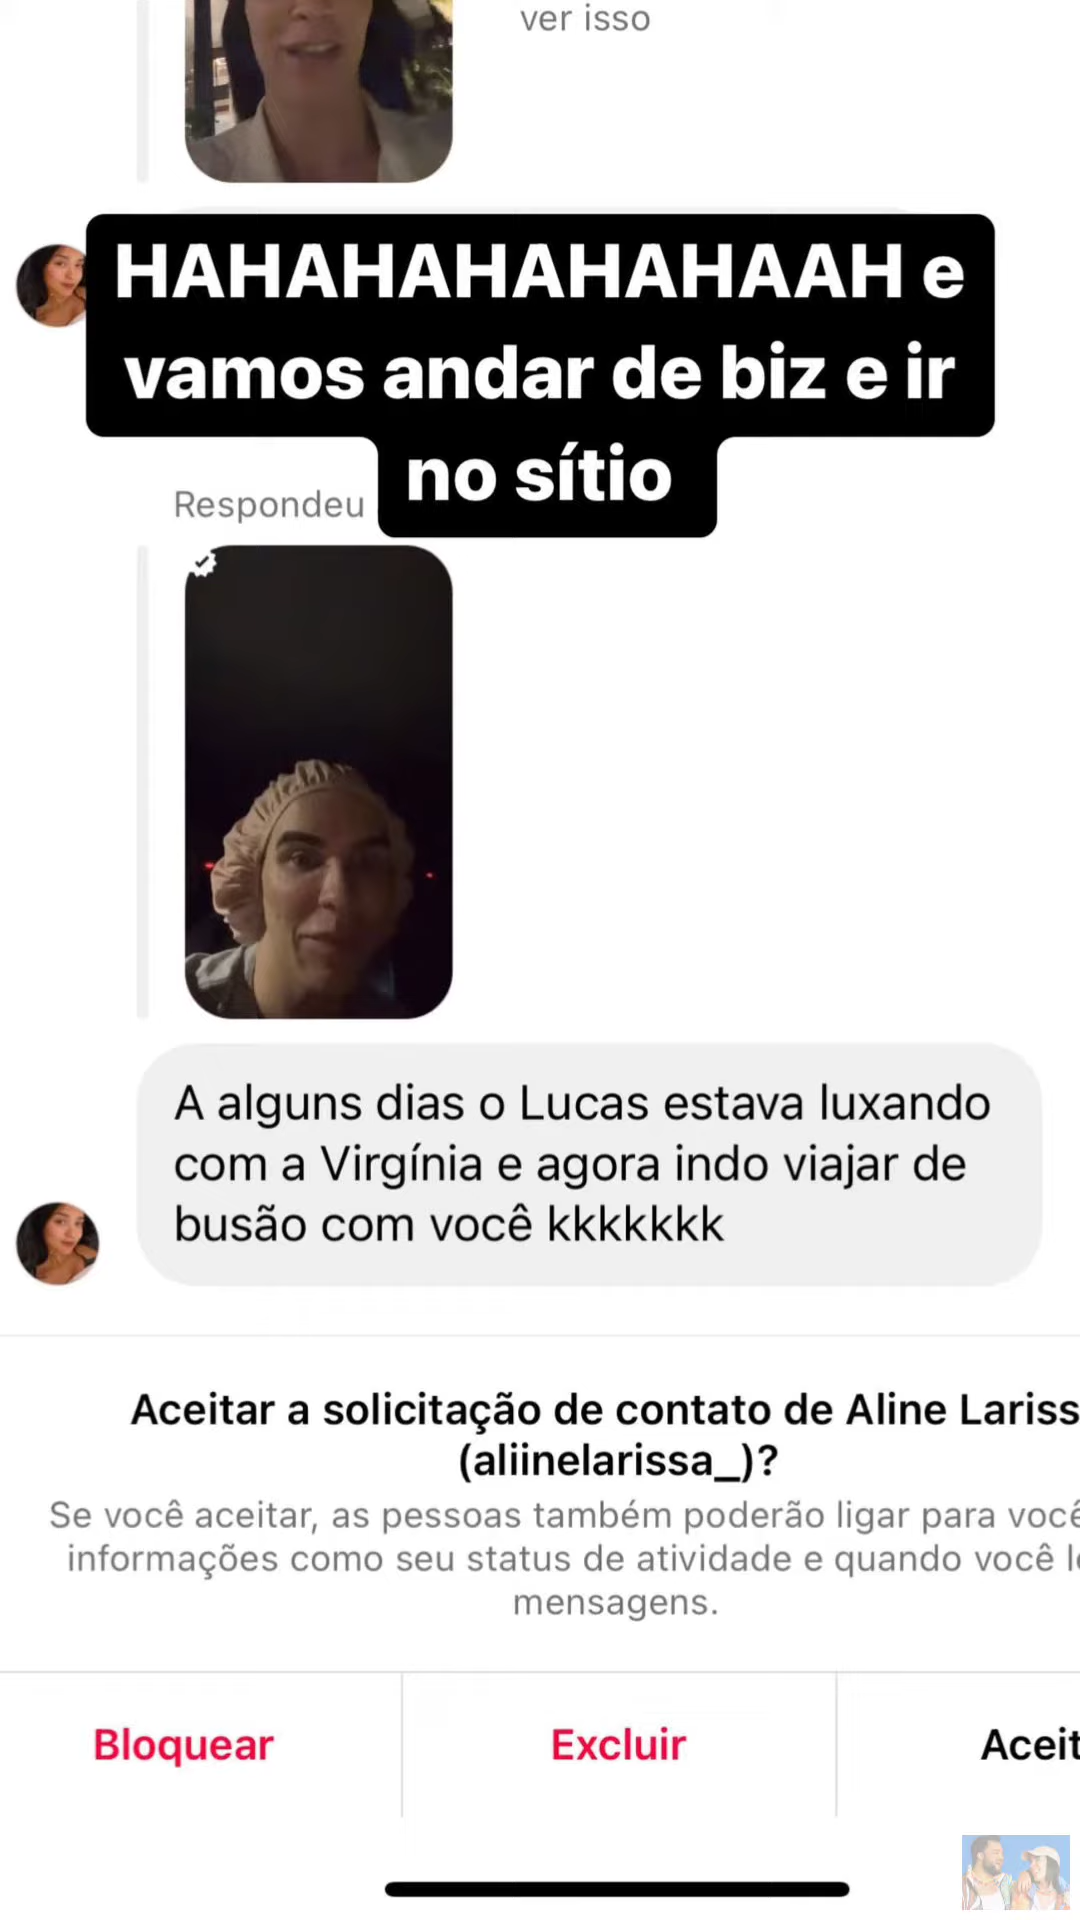 ver isso
HAHAHAHAHAHAHAAH e
vamos andar de biz e ir
no sítio
Respondeu
A alguns dias o Lucas estava luxando
com a Virgínia e agora indo viajar de
busão com você kkkkkkk
Aceitar a solicitação de contato de Aline Lariss
(aliinelarissa_)?
Se você aceitar, as pessoas também poderão ligar para você
informações como seu status de atividade e quando você l
mensagens.
Bloquear
Excluir
Aceit